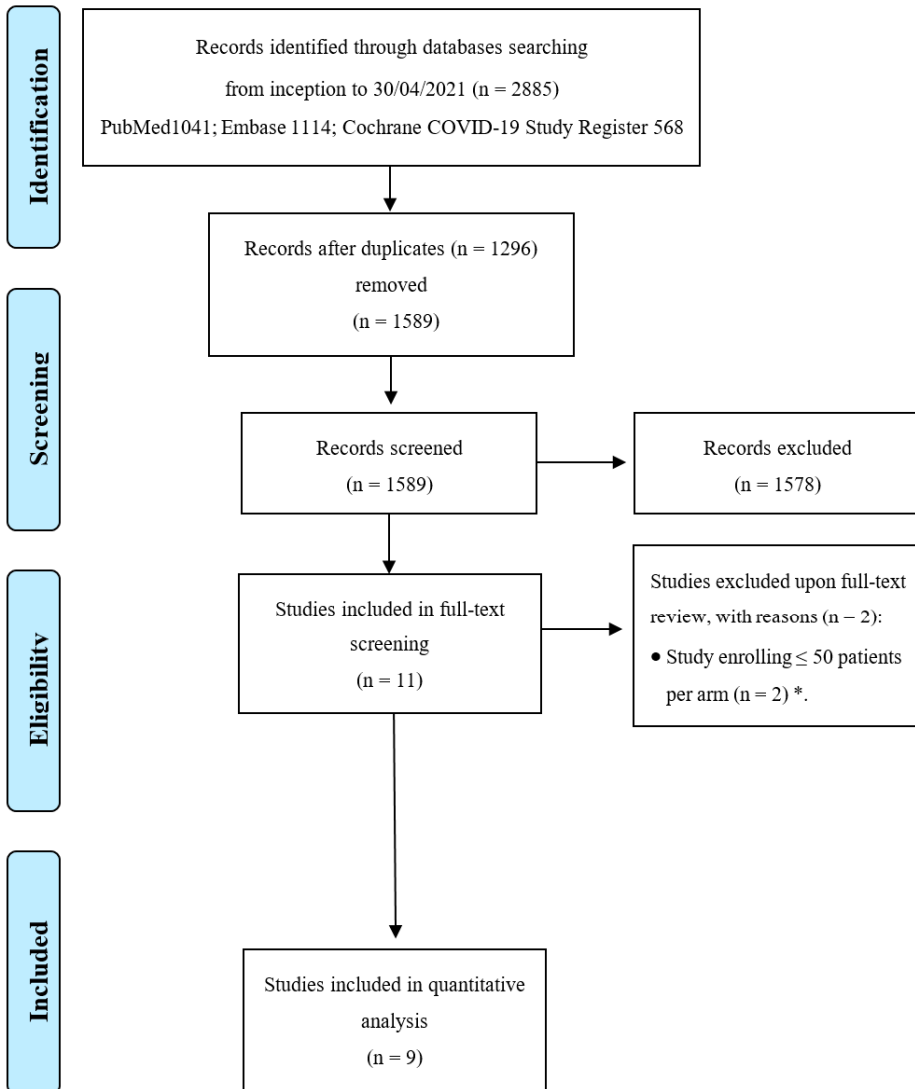 Identification
Records identified through databases searching
from inception to 30/04/2021 (n = 2885)
PubMed1041; Embase 1114; Cochrane COVID-19 Study Register 568
Records after duplicates (n = 1296)
removed
(n = 1589)
Screening
Records screened
(n = 1589)
Records excluded
(n = 1578)
Eligibility
Studies included in full-text
screening
(n = 11)
Studies excluded upon full-text
review, with reasons (n – 2):
● Study enrolling ≤ 50 patients
per arm (n = 2) *.
Included
Studies included in quantitative
analysis
(n = 9)